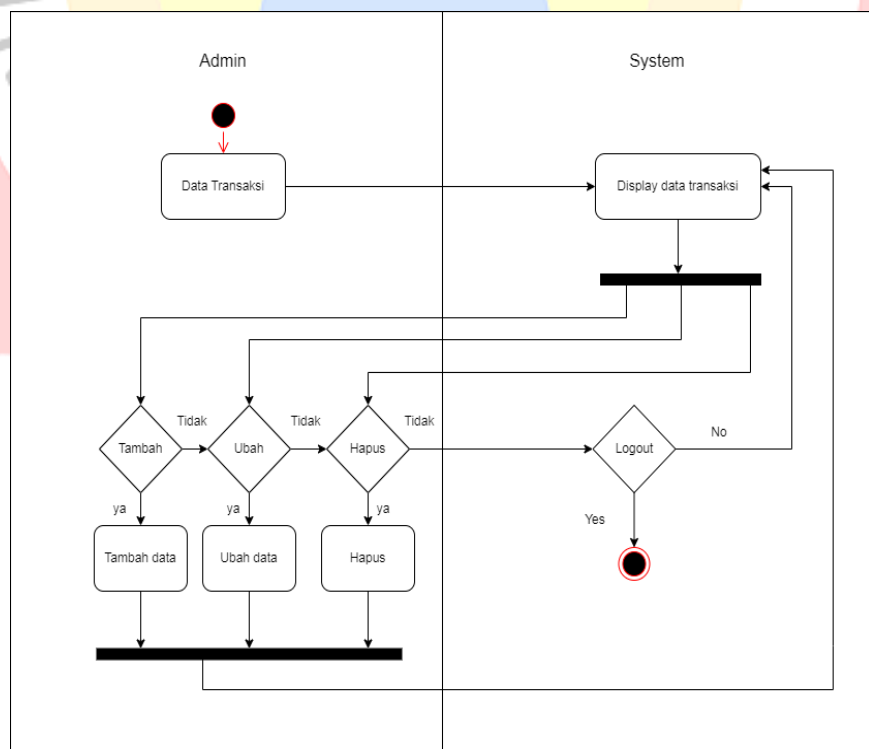 Admin
System
Data Transaksi
Display data transaksi
Tidak
Tidak
Tidak
Tambah
Ubah
Hapus
Logout
No
ya
ya
ya
Yes
Tambah data
Ubah data
Hapus